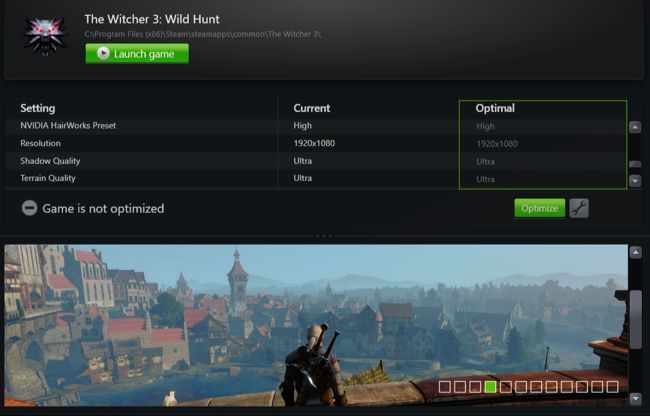 The Witcher 3: Wild Hunt
C:\Program Files (x86)\Steam\steamapps\common\The Witcher 3\
Launch game
Setting Current Optimal
NVIDIA HairWorks Preset High High
Resolution 1920x1080 1920x1080
Shadow Quality Ultra Ultra
Terrain Quality Ultra Ultra
Game is not optimized
Optimize